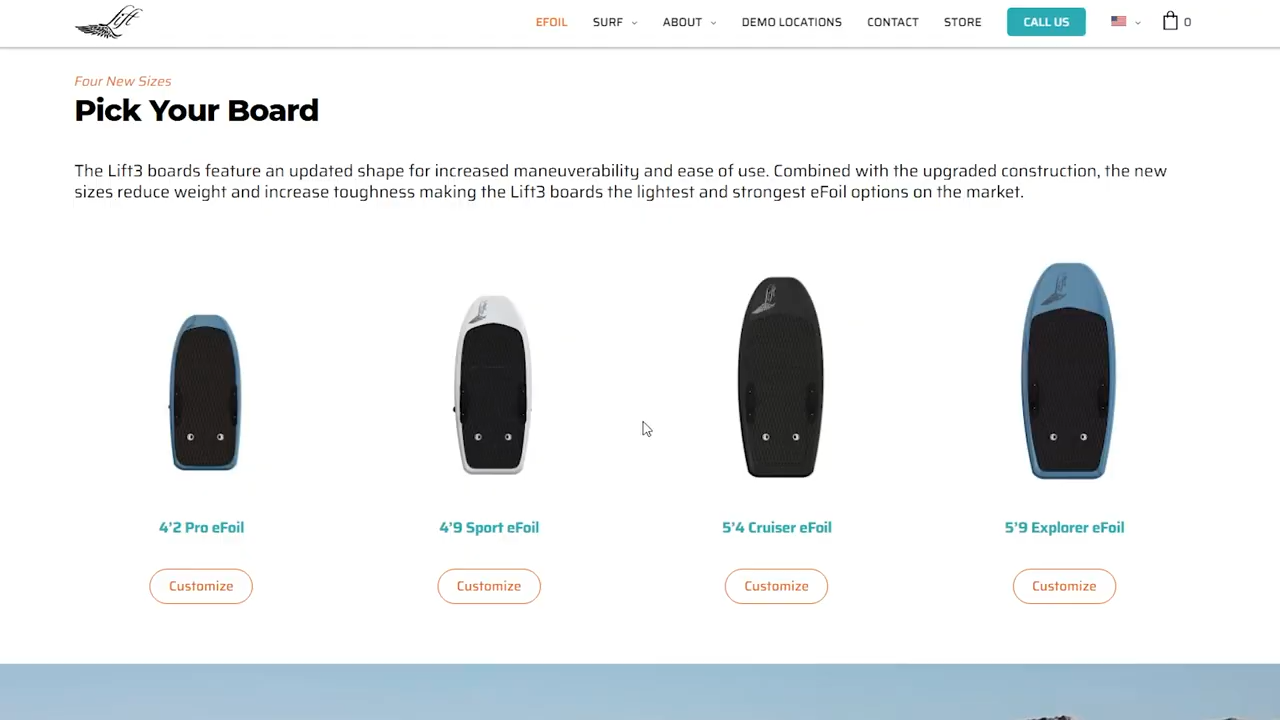 Lift
EFOIL SURF ABOUT DEMO LOCATIONS CONTACT STORE CALL US 0
Four New Sizes
Pick Your Board
The Lift3 boards feature an updated shape for increased maneuverability and ease of use. Combined with the upgraded construction, the new
sizes reduce weight and increase toughness making the Lift3 boards the lightest and strongest eFoil options on the market.
4’2 Pro eFoil 4’9 Sport eFoil 5’4 Cruiser eFoil 5’9 Explorer eFoil
Customize Customize Customize Customize